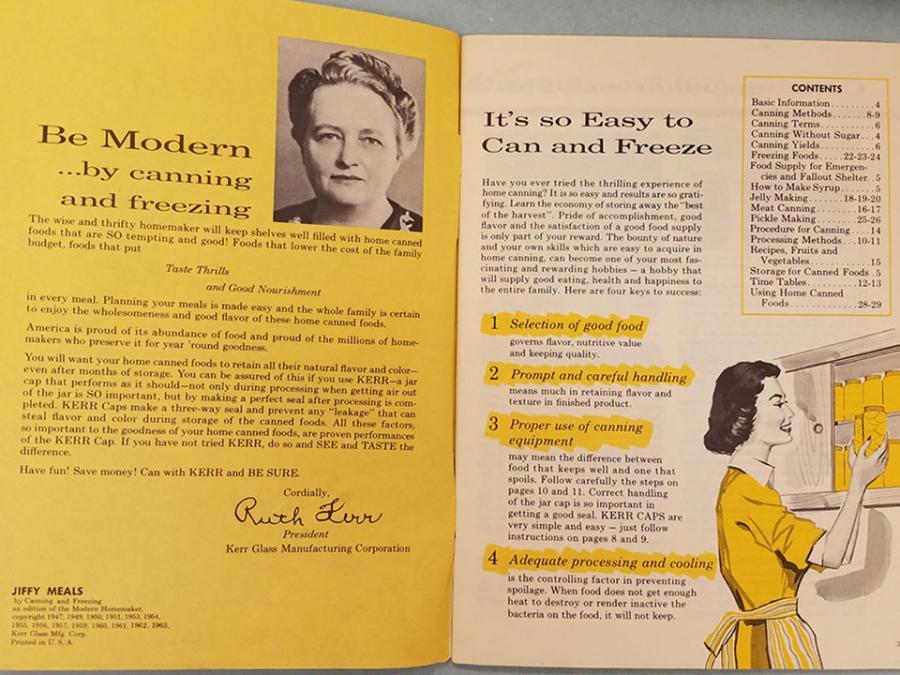 Be Modern
...by canning
and freezing
The wise and thrifty homemaker will keep shelves well filled with home canned
foods that are SO tempting and good! Foods that lower the cost of the family
budget, foods that put
Taste Thrills
and Good Nourishment
in every meal. Planning your meals is made easy and the whole family is certain
to enjoy the wholesomeness and good flavor of these home canned foods.
America is proud of its abundance of food and proud of the millions of home-
makers who preserve it for year 'round goodness.
You will want your home canned foods to retain all their natural flavor and color—
even after months of storage. You can be assured of this if you use KERR—a jar
cap that performs as it should—not only during processing when getting air out
of the jar is SO important, but by making a perfect seal after processing is com-
pleted. KERR Caps make a three-way seal and prevent any "leakage" that can
steal flavor and color during storage of the canned foods. All these factors,
so important to the goodness of your home canned foods, are proven performances
of the KERR Cap. If you have not tried KERR, do so and SEE and TASTE the
difference.
Have fun! Save money! Can with KERR and BE SURE.
Cordially,
Ruth Kerr
President
Kerr Glass Manufacturing Corporation
JIFFY MEALS
by Canning and Freezing
an edition of the Modern Homemaker,
copyright 1947, 1949, 1950, 1951, 1953, 1954,
1955, 1956, 1957, 1959, 1960, 1961, 1962, 1963,
Kerr Glass Mfg. Corp.
Printed in U. S. A.
It's so Easy to
Can and Freeze
Have you ever tried the thrilling experience of
home canning? It is so easy and results are so grati-
fying. Learn the economy of storing away the "best
of the harvest". Pride of accomplishment, good
flavor and the satisfaction of a good food supply
is only part of your reward. The bounty of nature
and your own skills which are easy to acquire in
home canning, can become one of your most fas-
cinating and rewarding hobbies — a hobby that
will supply good eating, health and happiness to
the entire family. Here are four keys to success:
1 Selection of good food
governs flavor, nutritive value
and keeping quality.
2 Prompt and careful handling
means much in retaining flavor and
texture in finished product.
3 Proper use of canning
equipment
may mean the difference between
food that keeps well and one that
spoils. Follow carefully the steps on
pages 10 and 11. Correct handling
of the jar cap is so important in
getting a good seal. KERR CAPS are
very simple and easy — just follow
instructions on pages 8 and 9.
4 Adequate processing and cooling
is the controlling factor in preventing
spoilage. When food does not get enough
heat to destroy or render inactive the
bacteria on the food, it will not keep.
CONTENTS
Basic Information.........4
Canning Methods.......8-9
Canning Terms...........6
Canning Without Sugar...4
Canning Yields...........6
Freezing Foods.....22-23-24
Food Supply for Emergen-
cies and Fallout Shelter..5
How to Make Syrup......5
Jelly Making.......18-19-20
Meat Canning........16-17
Pickle Making........25-26
Procedure for Canning....14
Processing Methods...10-11
Recipes, Fruits and
Vegetables............15
Storage for Canned Foods.5
Time Tables..........12-13
Using Home Canned
Foods..............28-29
3